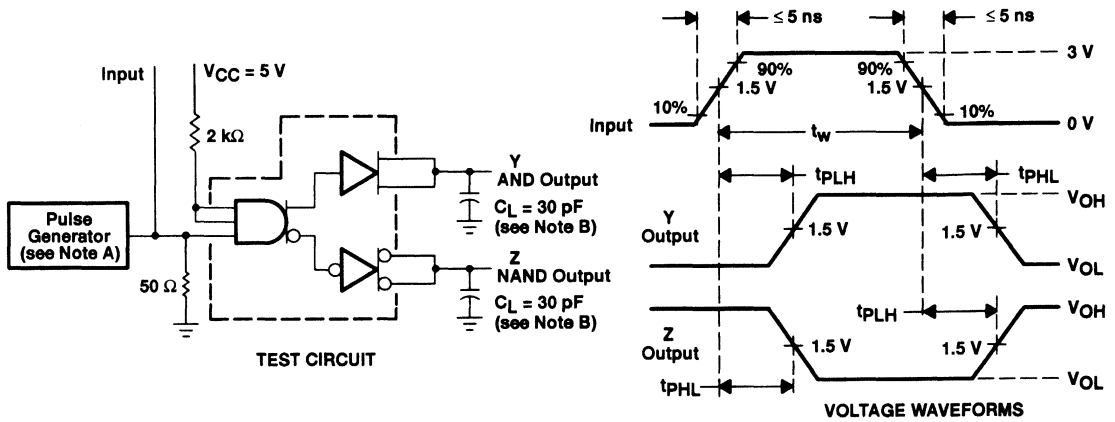 Input
VCC = 5 V
2 kΩ
Pulse
Generator
(see Note A)
50 Ω
Y
AND Output
CL = 30 pF
(see Note B)
Z
NAND Output
CL = 30 pF
(see Note B)
TEST CIRCUIT
≤ 5 ns
≤ 5 ns
3 V
90%
90%
1.5 V
1.5 V
10%
10%
Input
0 V
tw
tPLH
tPHL
VOH
Y
Output
1.5 V
1.5 V
VOL
VOH
tPLH
Z
Output
1.5 V
1.5 V
tPHL
VOL
VOLTAGE WAVEFORMS